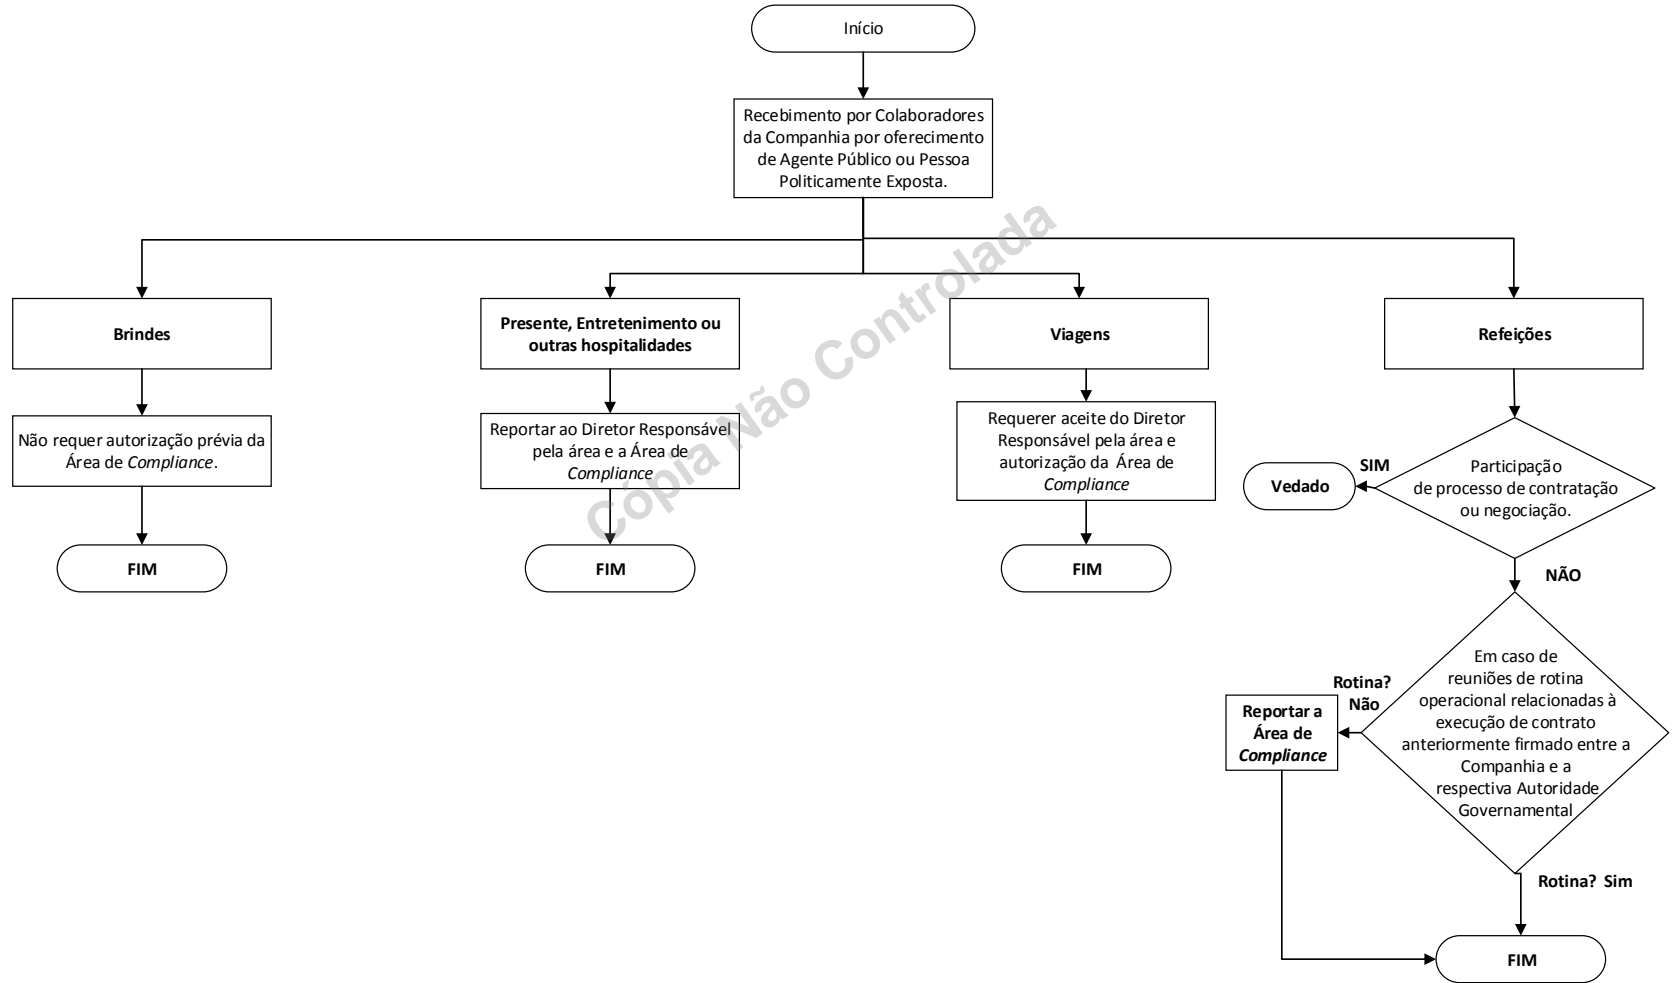 Início
Recebimento por Colaboradores
da Companhia por oferecimento
de Agente Público ou Pessoa
Politicamente Exposta.
Brindes
Não requer autorização prévia da
Área de Compliance.
FIM
Presente, Entretenimento ou
outras hospitalidades
Reportar ao Diretor Responsável
pela área e a Área de
Compliance
FIM
Viagens
Requerer aceite do Diretor
Responsável pela área e
autorização da Área de
Compliance
FIM
Refeições
Participação
de processo de contratação
ou negociação.
SIM
Vedado
NÃO
Em caso de
reuniões de rotina
operacional relacionadas à
execução de contrato
anteriormente firmado entre a
Companhia e a
respectiva Autoridade
Governamental
Rotina?
Não
Reportar a
Área de
Compliance
Rotina? Sim
FIM
Cópia Não Controlada